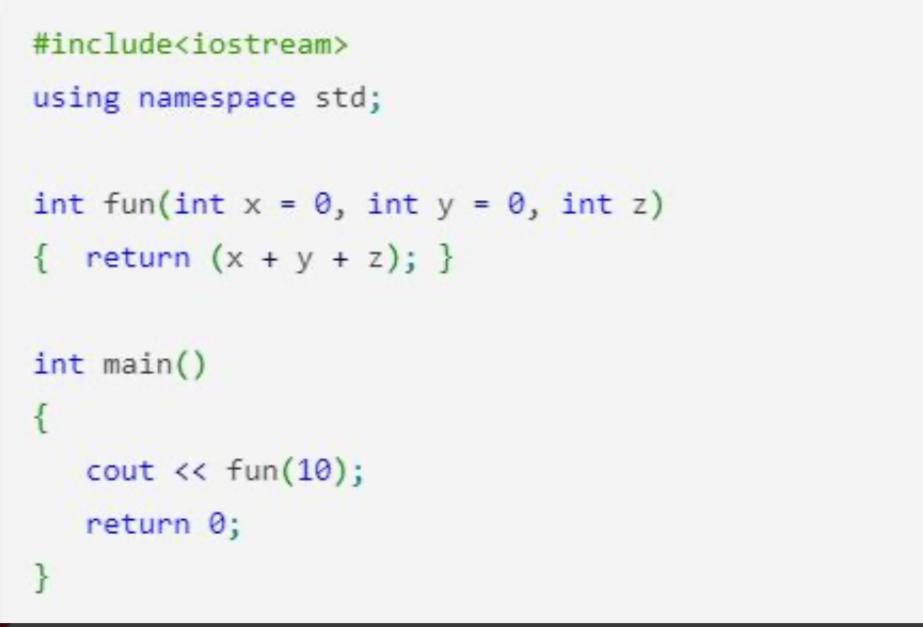 #include<iostream>
using namespace std;
int fun(int x = 0, int y = 0, int z)
{  return (x + y + z); }
int main()
{
   cout << fun(10);
   return 0;
}